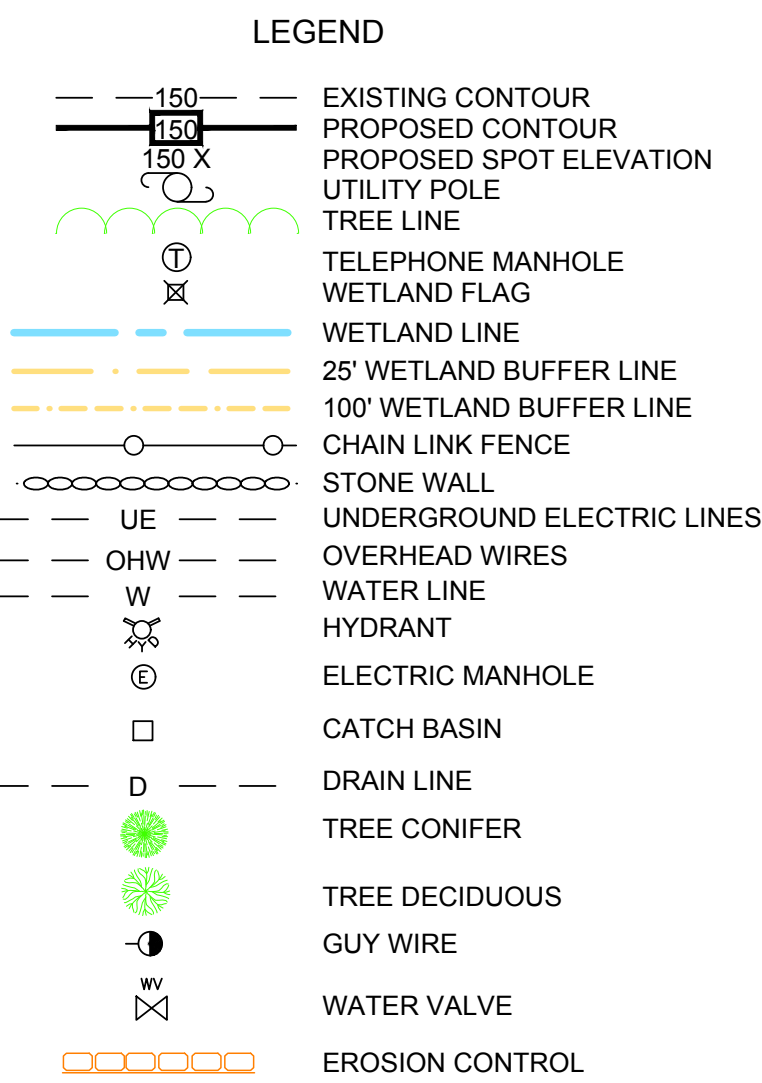 LEGEND
150 EXISTING CONTOUR
150 PROPOSED CONTOUR
150 X PROPOSED SPOT ELEVATION
UTILITY POLE
TREE LINE
T TELEPHONE MANHOLE
WETLAND FLAG
WETLAND LINE
25' WETLAND BUFFER LINE
100' WETLAND BUFFER LINE
CHAIN LINK FENCE
STONE WALL
UE UNDERGROUND ELECTRIC LINES
OHW OVERHEAD WIRES
W WATER LINE
HYD HYDRANT
E ELECTRIC MANHOLE
CATCH BASIN
D DRAIN LINE
TREE CONIFER
TREE DECIDUOUS
GUY WIRE
WV WATER VALVE
EROSION CONTROL